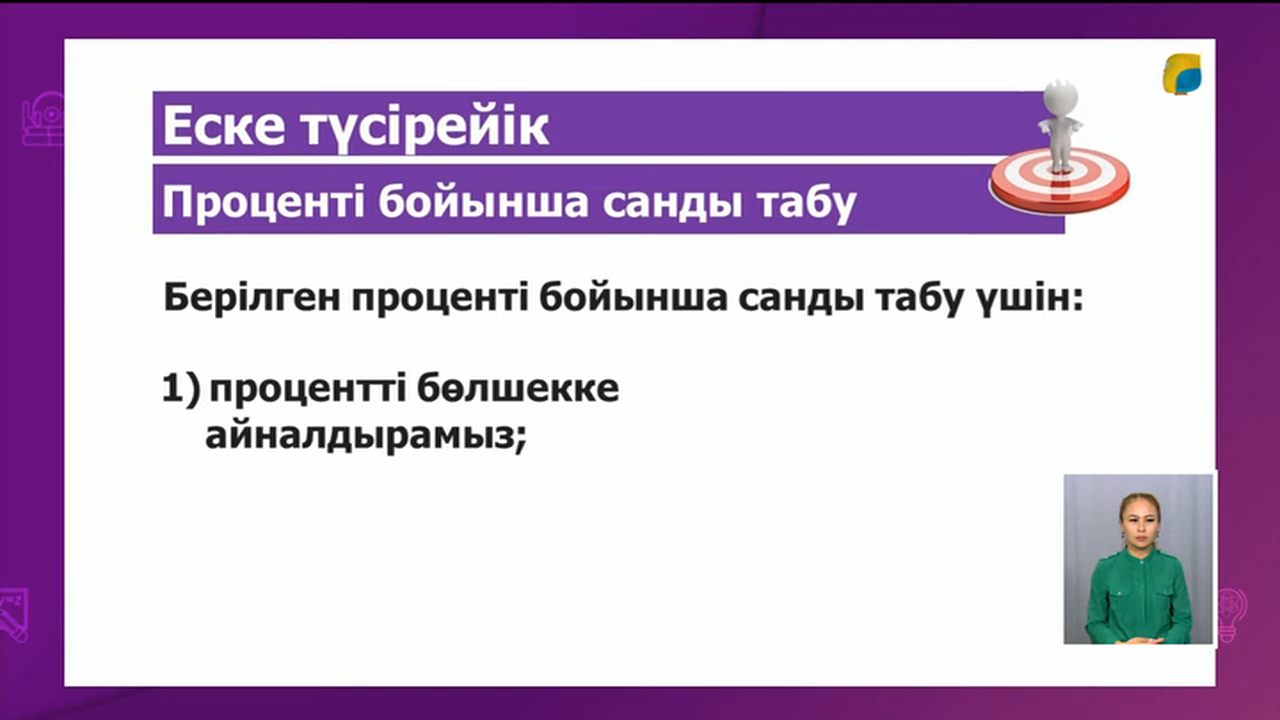 Еске түсірейік
Проценті бойынша санды табу
Берілген проценті бойынша санды табу үшін:
1) процентті бөлшекке
айналдырамыз;